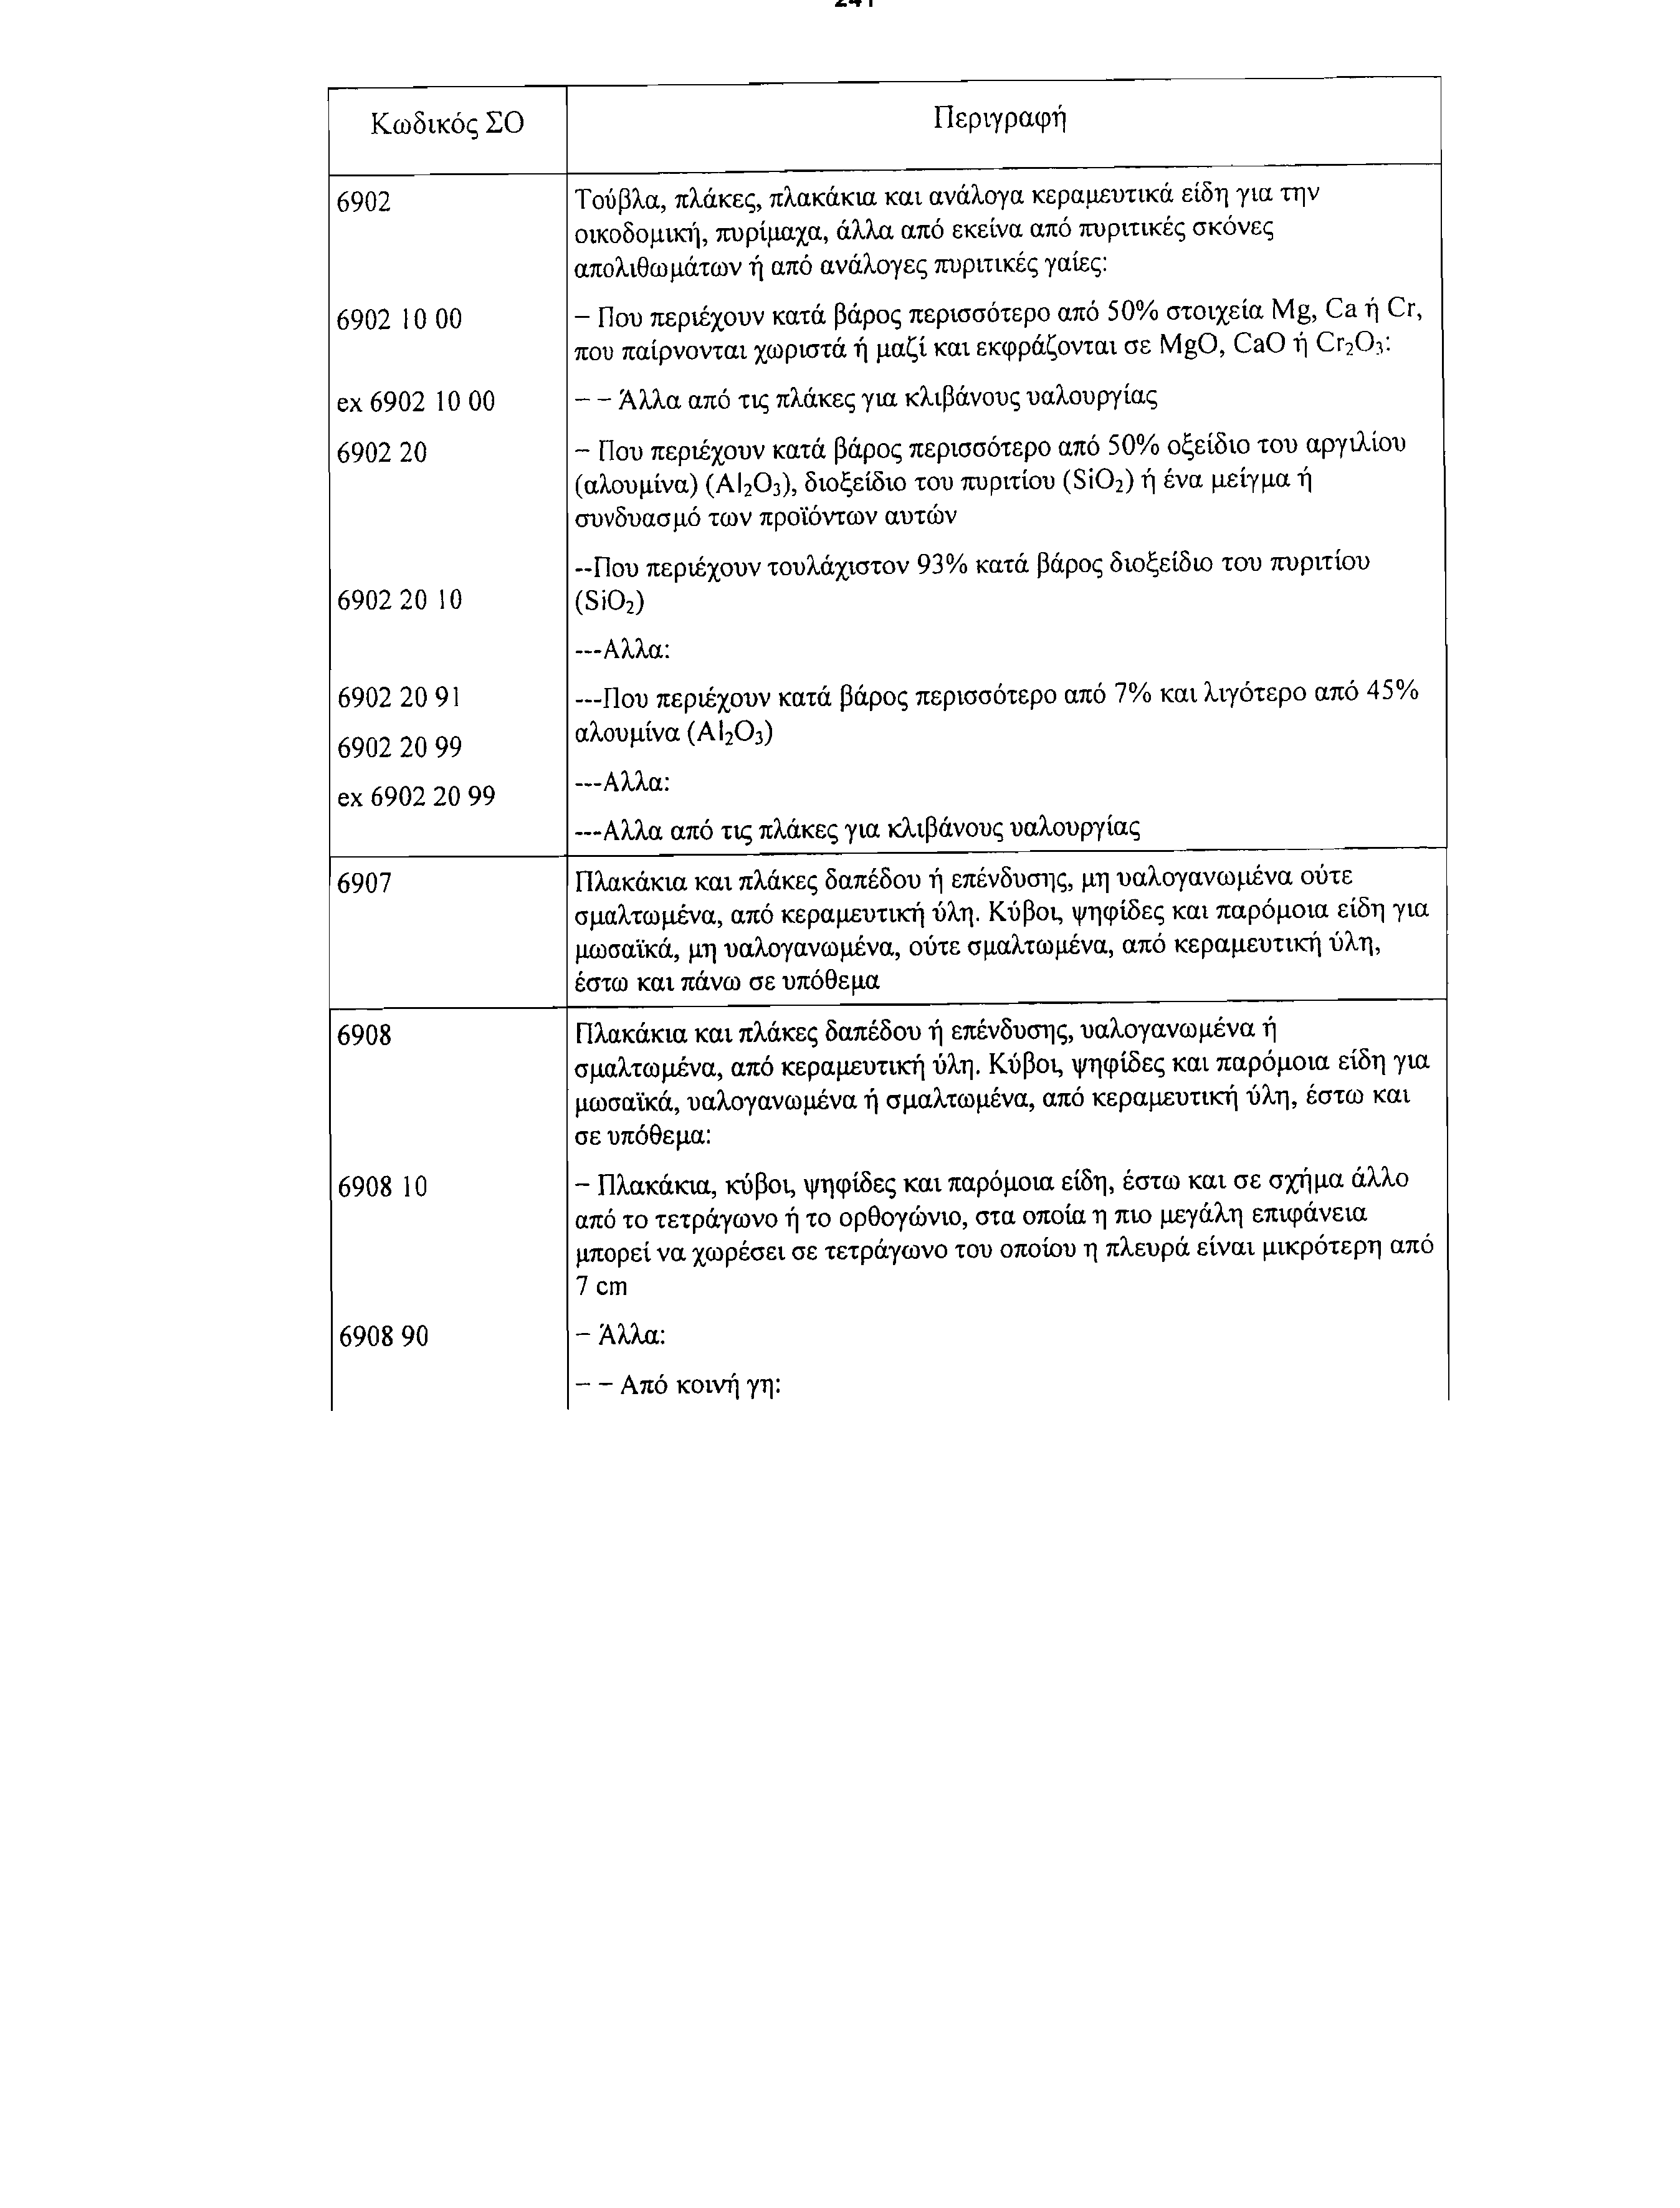 Κωδικός ΣΟ Περιγραφή
6902 Τούβλα, πλάκες, πλακάκια και ανάλογα κεραμευτικά είδη για την
οικοδομική, πυρίμαχα, άλλα από εκείνα από πυριτικές σκόνες
απολιθωμάτων ή από ανάλογες πυριτικές γαίες:
6902 10 00 – Που περιέχουν κατά βάρος περισσότερο από 50% στοιχεία Mg, Ca ή Cr,
που παίρνονται χωριστά ή μαζί και εκφράζονται σε MgO, CaO ή Cr₂O₃:
ex 6902 10 00 – – Άλλα από τις πλάκες για κλιβάνους υαλουργίας
6902 20 – Που περιέχουν κατά βάρος περισσότερο από 50% οξείδιο του αργιλίου
(αλουμίνα) (Al₂O₃), διοξείδιο του πυριτίου (SiO₂) ή ένα μείγμα ή
συνδυασμό των προϊόντων αυτών
--Που περιέχουν τουλάχιστον 93% κατά βάρος διοξείδιο του πυριτίου
6902 20 10 (SiO₂)
---Αλλα:
6902 20 91 ---Που περιέχουν κατά βάρος περισσότερο από 7% και λιγότερο από 45%
αλουμίνα (Al₂O₃)
6902 20 99
---Αλλα:
ex 6902 20 99
---Αλλα από τις πλάκες για κλιβάνους υαλουργίας
6907 Πλακάκια και πλάκες δαπέδου ή επένδυσης, μη υαλογανωμένα ούτε
σμαλτωμένα, από κεραμευτική ύλη. Κύβοι, ψηφίδες και παρόμοια είδη για
μωσαϊκά, μη υαλογανωμένα, ούτε σμαλτωμένα, από κεραμευτική ύλη,
έστω και πάνω σε υπόθεμα
6908 Πλακάκια και πλάκες δαπέδου ή επένδυσης, υαλογανωμένα ή
σμαλτωμένα, από κεραμευτική ύλη. Κύβοι, ψηφίδες και παρόμοια είδη για
μωσαϊκά, υαλογανωμένα ή σμαλτωμένα, από κεραμευτική ύλη, έστω και
σε υπόθεμα:
6908 10 – Πλακάκια, κύβοι, ψηφίδες και παρόμοια είδη, έστω και σε σχήμα άλλο
από το τετράγωνο ή το ορθογώνιο, στα οποία η πιο μεγάλη επιφάνεια
μπορεί να χωρέσει σε τετράγωνο του οποίου η πλευρά είναι μικρότερη από
7 cm
6908 90 – Άλλα:
– – Από κοινή γη: